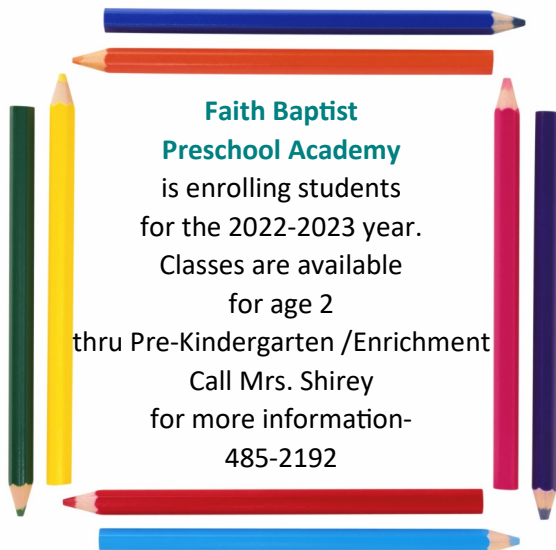 Faith Baptist
Preschool Academy
is enrolling students
for the 2022-2023 year.
Classes are available
for age 2
thru Pre-Kindergarten /Enrichment
Call Mrs. Shirey
for more information-
485-2192